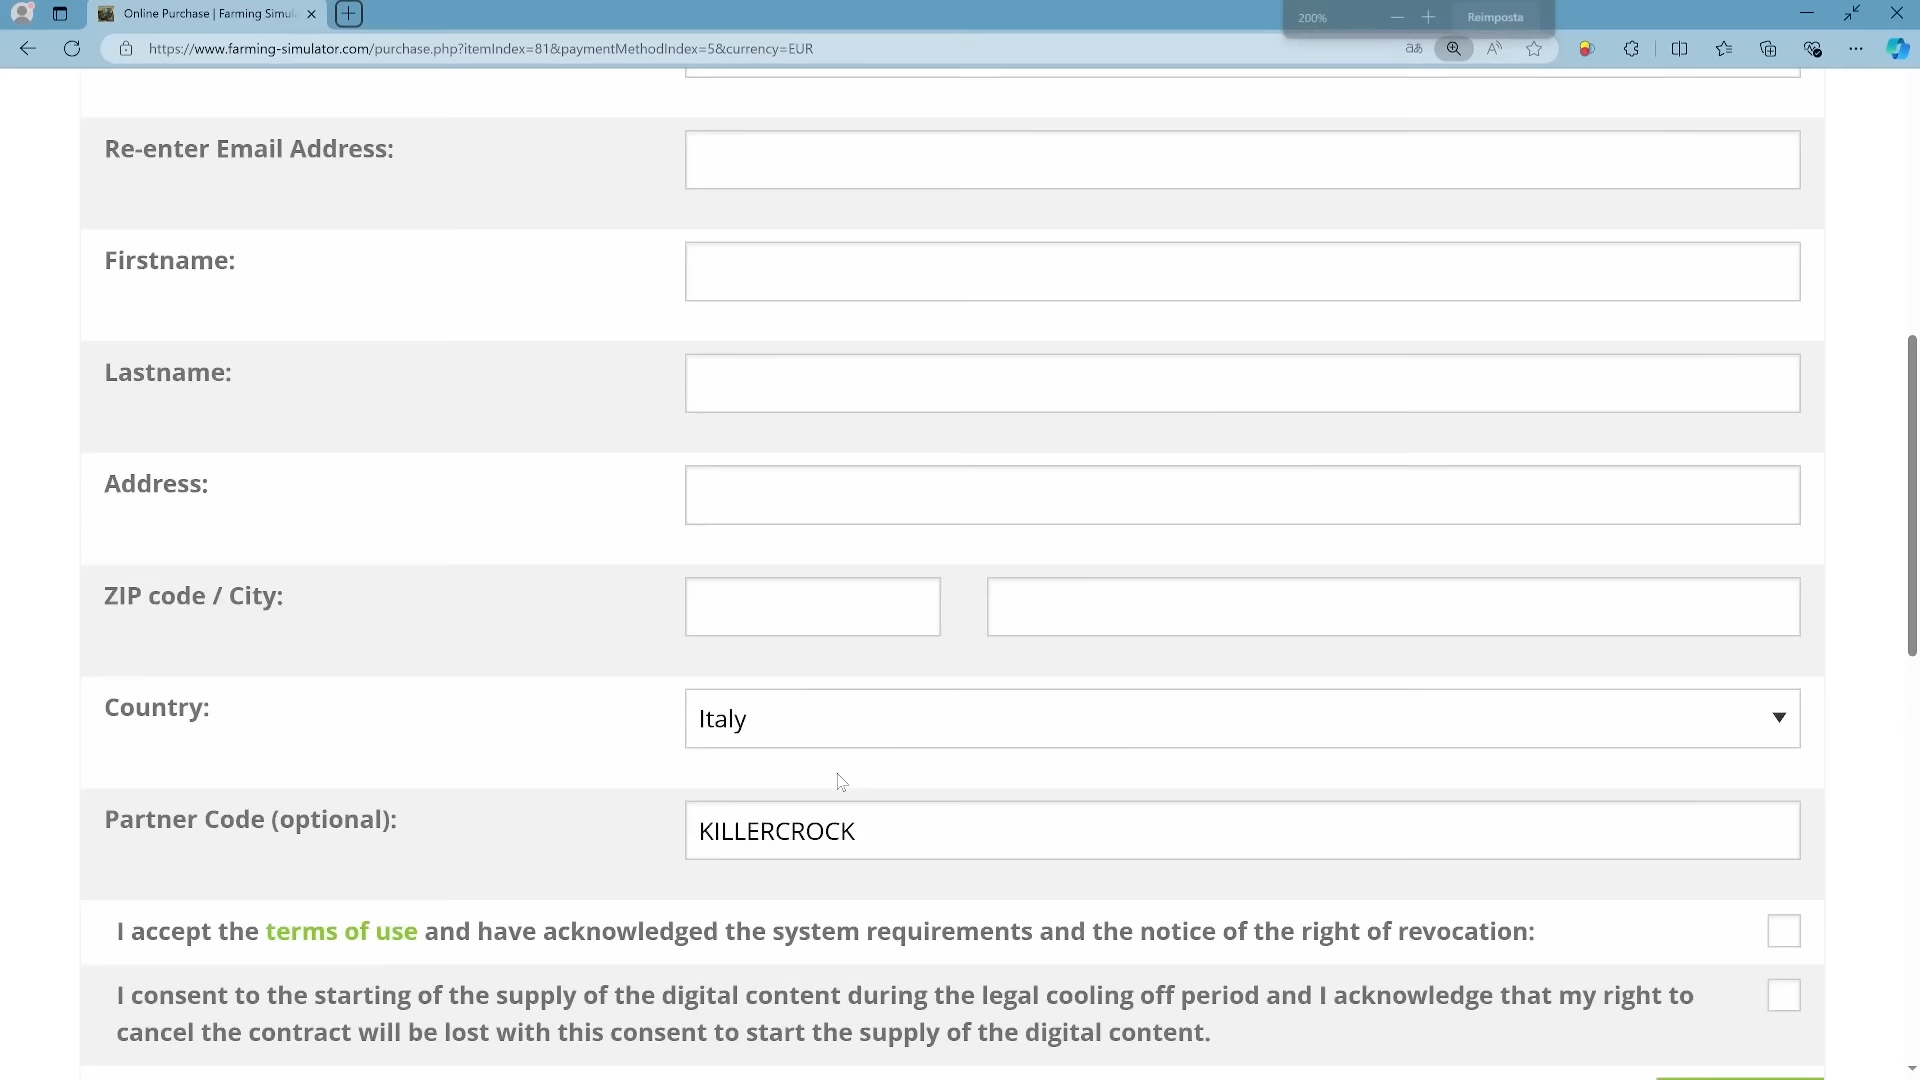 Online Purchase | Farming Simul
200%
Reimposta
https://www.farming-simulator.com/purchase.php?itemIndex=81&paymentMethodIndex=5&currency=EUR
Re-enter Email Address:
Firstname:
Lastname:
Address:
ZIP code / City:
Country:
Italy
Partner Code (optional):
KILLERCROCK
I accept the terms of use and have acknowledged the system requirements and the notice of the right of revocation:
I consent to the starting of the supply of the digital content during the legal cooling off period and I acknowledge that my right to
cancel the contract will be lost with this consent to start the supply of the digital content.